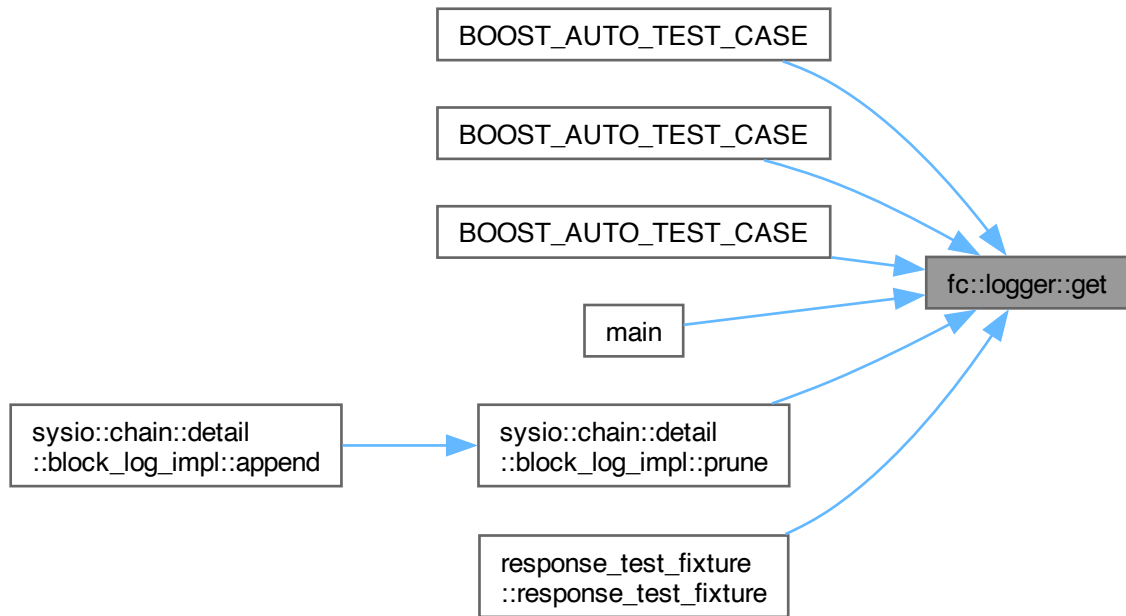 BOOST_AUTO_TEST_CASE
BOOST_AUTO_TEST_CASE
BOOST_AUTO_TEST_CASE
fc::logger::get
main
sysio::chain::detail
::block_log_impl::append
sysio::chain::detail
::block_log_impl::prune
response_test_fixture
::response_test_fixture